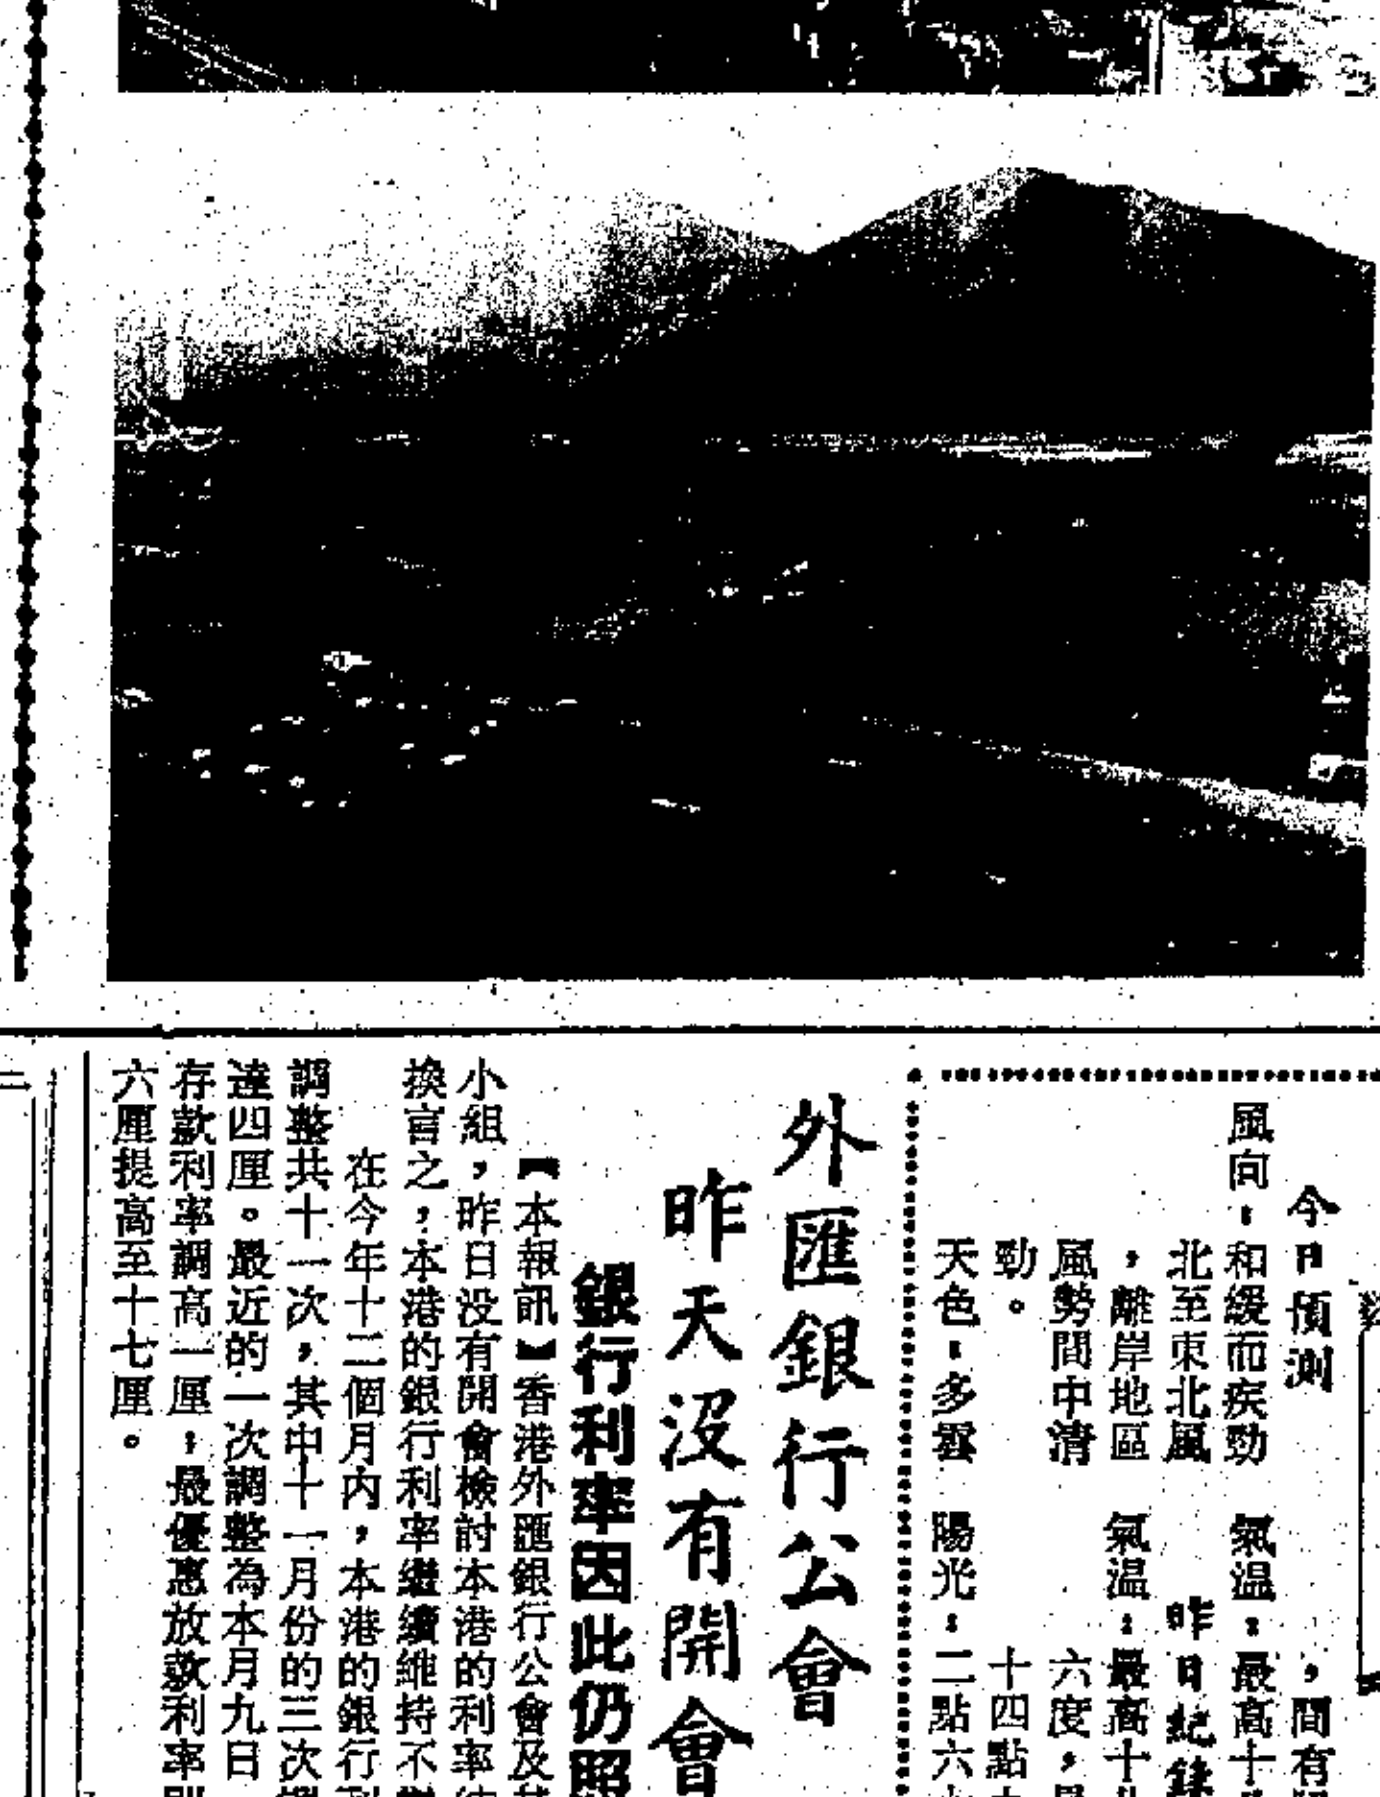 今日預測
，間有
風向：和緩而疾勁
北至東北風
，離岸地區
風勢間中清
勁。
天色：多雲
氣溫：最高十
昨日紀錄
氣溫：最高十
六度，
十四點
陽光：二點六
外匯銀行公會
昨天没有開會
銀行利率因此仍照
【本報訊】香港外匯銀行公會及其
小組，昨日没有開會檢討本港的利率
換言之，本港的銀行利率繼續維持不變
在今年十二個月内，本港的銀行利
調整共十一次，其中十一月份的三次調
達四厘。最近的一次調整為本月九日
存款利率調高一厘；最優惠放款利率則
六厘提高至十七厘。